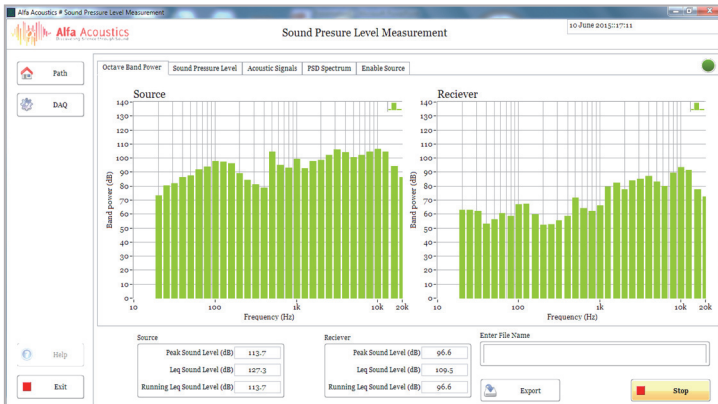 Alfa Acoustics # Sound Pressure Level Measurement
Alfa Acoustics
Sound Presure Level Measurement
10 June 2015::17:11
Path
DAQ
Help
Exit
Octave Band Power
Sound Pressure Level
Acoustic Signals
PSD Spectrum
Enable Source
Source
Band power (dB)
140
130
120
110
100
90
80
70
60
50
40
30
20
10
0
10 100 1k 10k 20k
Frequency (Hz)
Reciever
Band power (dB)
140
130
120
110
100
90
80
70
60
50
40
30
20
10
0
10 100 1k 10k 20k
Frequency (Hz)
Source
Peak Sound Level (dB) 113.7
Leq Sound Level (dB) 127.3
Running Leq Sound Level (dB) 113.7
Reciever
Peak Sound Level (dB) 96.6
Leq Sound Level (dB) 109.5
Running Leq Sound Level (dB) 96.6
Enter File Name
Export
Stop